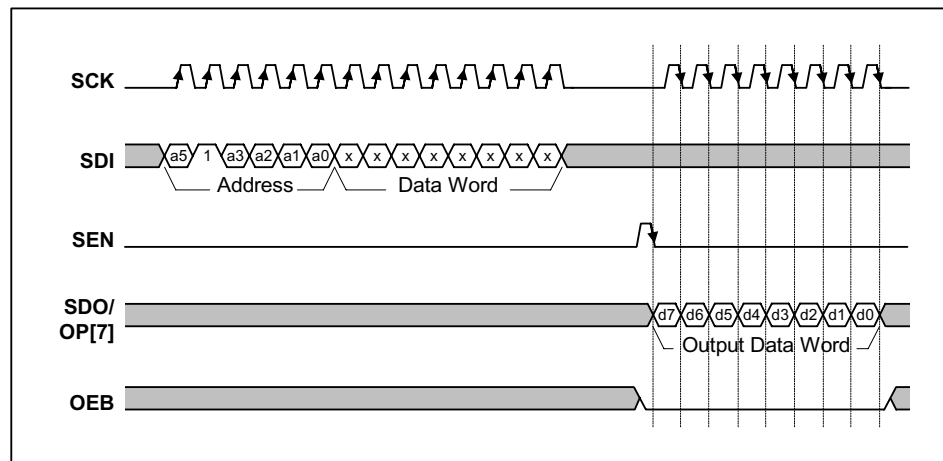 SCK
SDI
a5 1 a3 a2 a1 a0 x x x x x x x x
Address Data Word
SEN
SDO/
OP[7]
d7 d6 d5 d4 d3 d2 d1 d0
Output Data Word
OEB